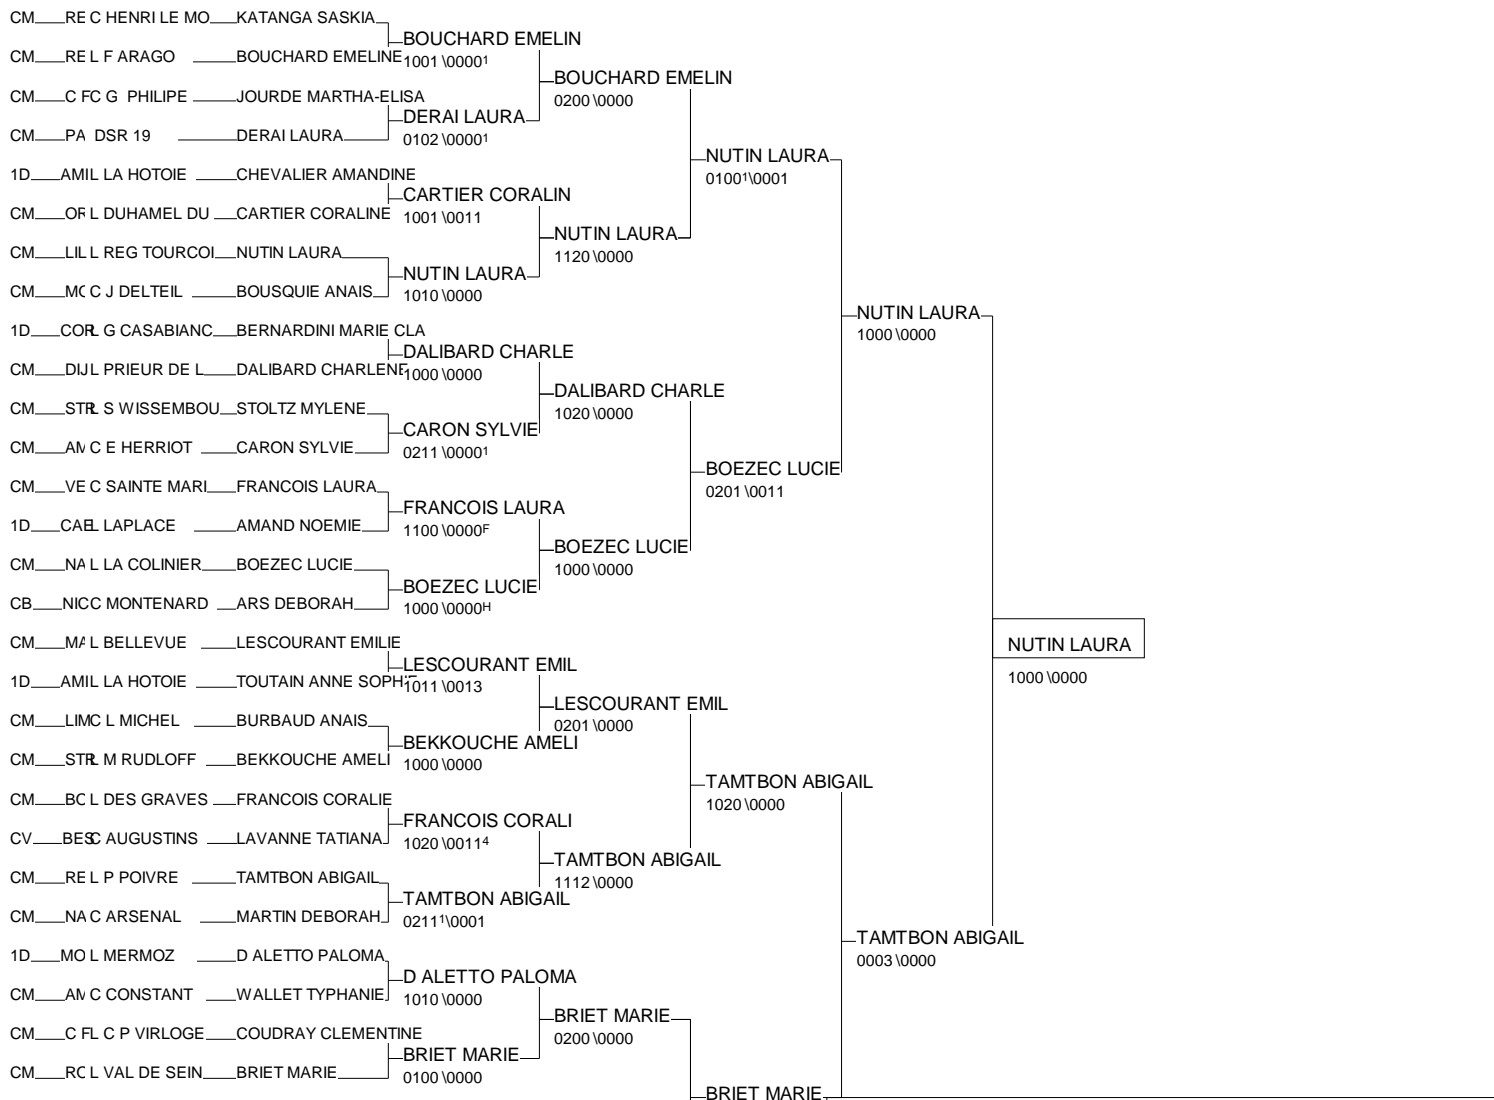 CM RE C HENRI LE MO KATANGA SASKIA
BOUCHARD EMELIN
CM RE L F ARAGO BOUCHARD EMELINE 1001 \0000¹
BOUCHARD EMELIN
CM C FC G PHILIPE JOURDE MARTHA-ELISA 0200 \0000
DERAI LAURA
CM PA DSR 19 DERAI LAURA 0102 \0000¹
NUTIN LAURA
1D AMI L LA HOTOIE CHEVALIER AMANDINE 0100¹\0001
CARTIER CORALIN
CM OR L DUHAMEL DU CARTIER CORALINE 1001 \0011
NUTIN LAURA
CM LIL L REG TOURCOI NUTIN LAURA 1120 \0000
NUTIN LAURA
CM MC C J DELTEIL BOUSQUIE ANAIS 1010 \0000
NUTIN LAURA
1D COR L G CASABIANC BERNARDINI MARIE CLA 1000 \0000
DALIBARD CHARLE
CM DIJ L PRIEUR DE L DALIBARD CHARLENE 1000 \0000
DALIBARD CHARLE
CM STR L S WISSEMBOU STOLTZ MYLENE 1020 \0000
CARON SYLVIE
CM AM C E HERRIOT CARON SYLVIE 0211 \0000¹
BOEZEC LUCIE
CM VE C SAINTE MARI FRANCOIS LAURA 0201 \0011
FRANCOIS LAURA
1D CAE L LAPLACE AMAND NOEMIE 1100 \0000F
BOEZEC LUCIE
CM NA L LA COLINIER BOEZEC LUCIE 1000 \0000
BOEZEC LUCIE
CB NIC C MONTENARD ARS DEBORAH 1000 \0000H
CM MA L BELLEVUE LESCOURANT EMILIE NUTIN LAURA
LESCOURANT EMIL
1D AMI L LA HOTOIE TOUTAIN ANNE SOPHIE 1011 \0013 1000 \0000
LESCOURANT EMIL
CM LIM C L MICHEL BURBAUD ANAIS 0201 \0000
BEKKOUCHE AMELI
CM STR L M RUDLOFF BEKKOUCHE AMELI 1000 \0000
TAMTBON ABIGAIL
CM BO L DES GRAVES FRANCOIS CORALIE 1020 \0000
FRANCOIS CORALI
CV BES C AUGUSTINS LAVANNE TATIANA 1020 \0011⁴
TAMTBON ABIGAIL
CM RE L P POIVRE TAMTBON ABIGAIL 1112 \0000
TAMTBON ABIGAIL
CM NA C ARSENAL MARTIN DEBORAH 0211¹\0001
TAMTBON ABIGAIL
1D MO L MERMOZ D ALETTO PALOMA 0003 \0000
D ALETTO PALOMA
CM AM C CONSTANT WALLET TYPHANIE 1010 \0000
BRIET MARIE
CM C FL C P VIRLOGE COUDRAY CLEMENTINE 0200 \0000
BRIET MARIE
CM RO L VAL DE SEIN BRIET MARIE 0100 \0000
BRIET MARIE